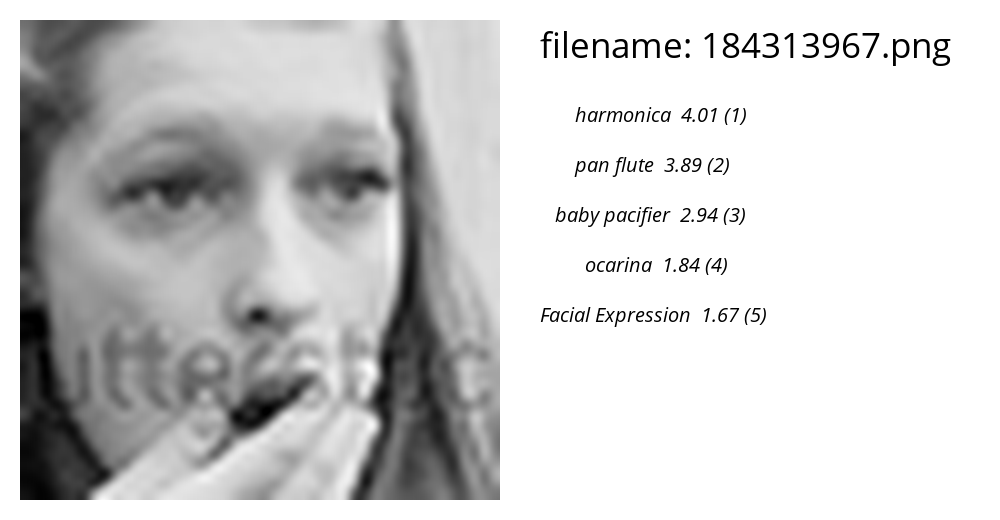 filename: 184313967.png
harmonica 4.01 (1)
pan flute 3.89 (2)
baby pacifier 2.94 (3)
ocarina 1.84 (4)
Facial Expression 1.67 (5)
utterstc